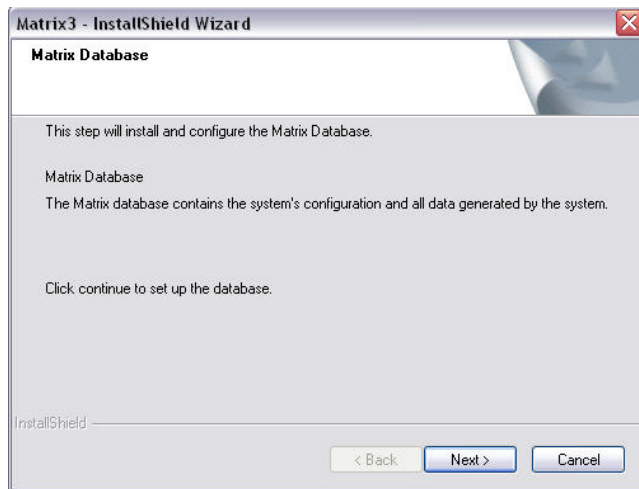 Matrix3 - InstallShield Wizard
Matrix Database
This step will install and configure the Matrix Database.
Matrix Database
The Matrix database contains the system's configuration and all data generated by the system.
Click continue to set up the database.
InstallShield
< Back Next > Cancel